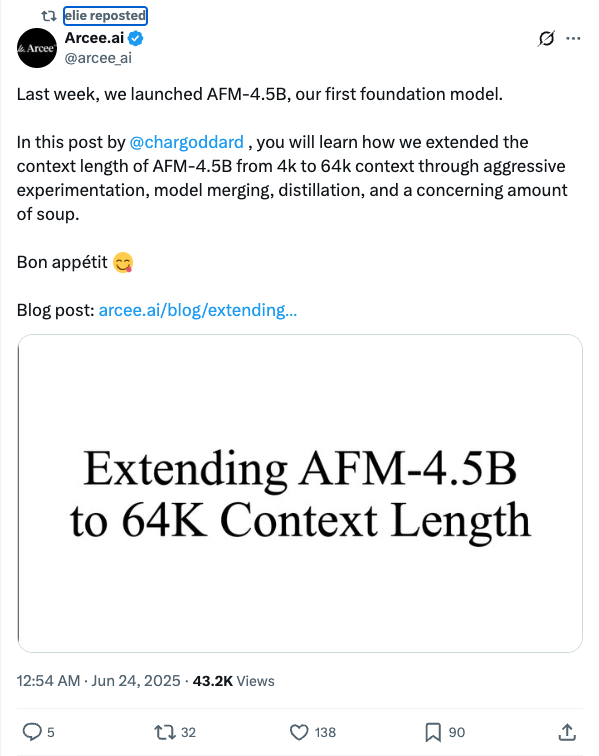 elie reposted
Arcee.ai
@arcee_ai
Arcee
Last week, we launched AFM-4.5B, our first foundation model.
In this post by @chargoddard , you will learn how we extended the
context length of AFM-4.5B from 4k to 64k context through aggressive
experimentation, model merging, distillation, and a concerning amount
of soup.
Bon appétit 😋
Blog post: arcee.ai/blog/extending...
Extending AFM-4.5B
to 64K Context Length
12:54 AM · Jun 24, 2025 · 43.2K Views
5 32 138 90